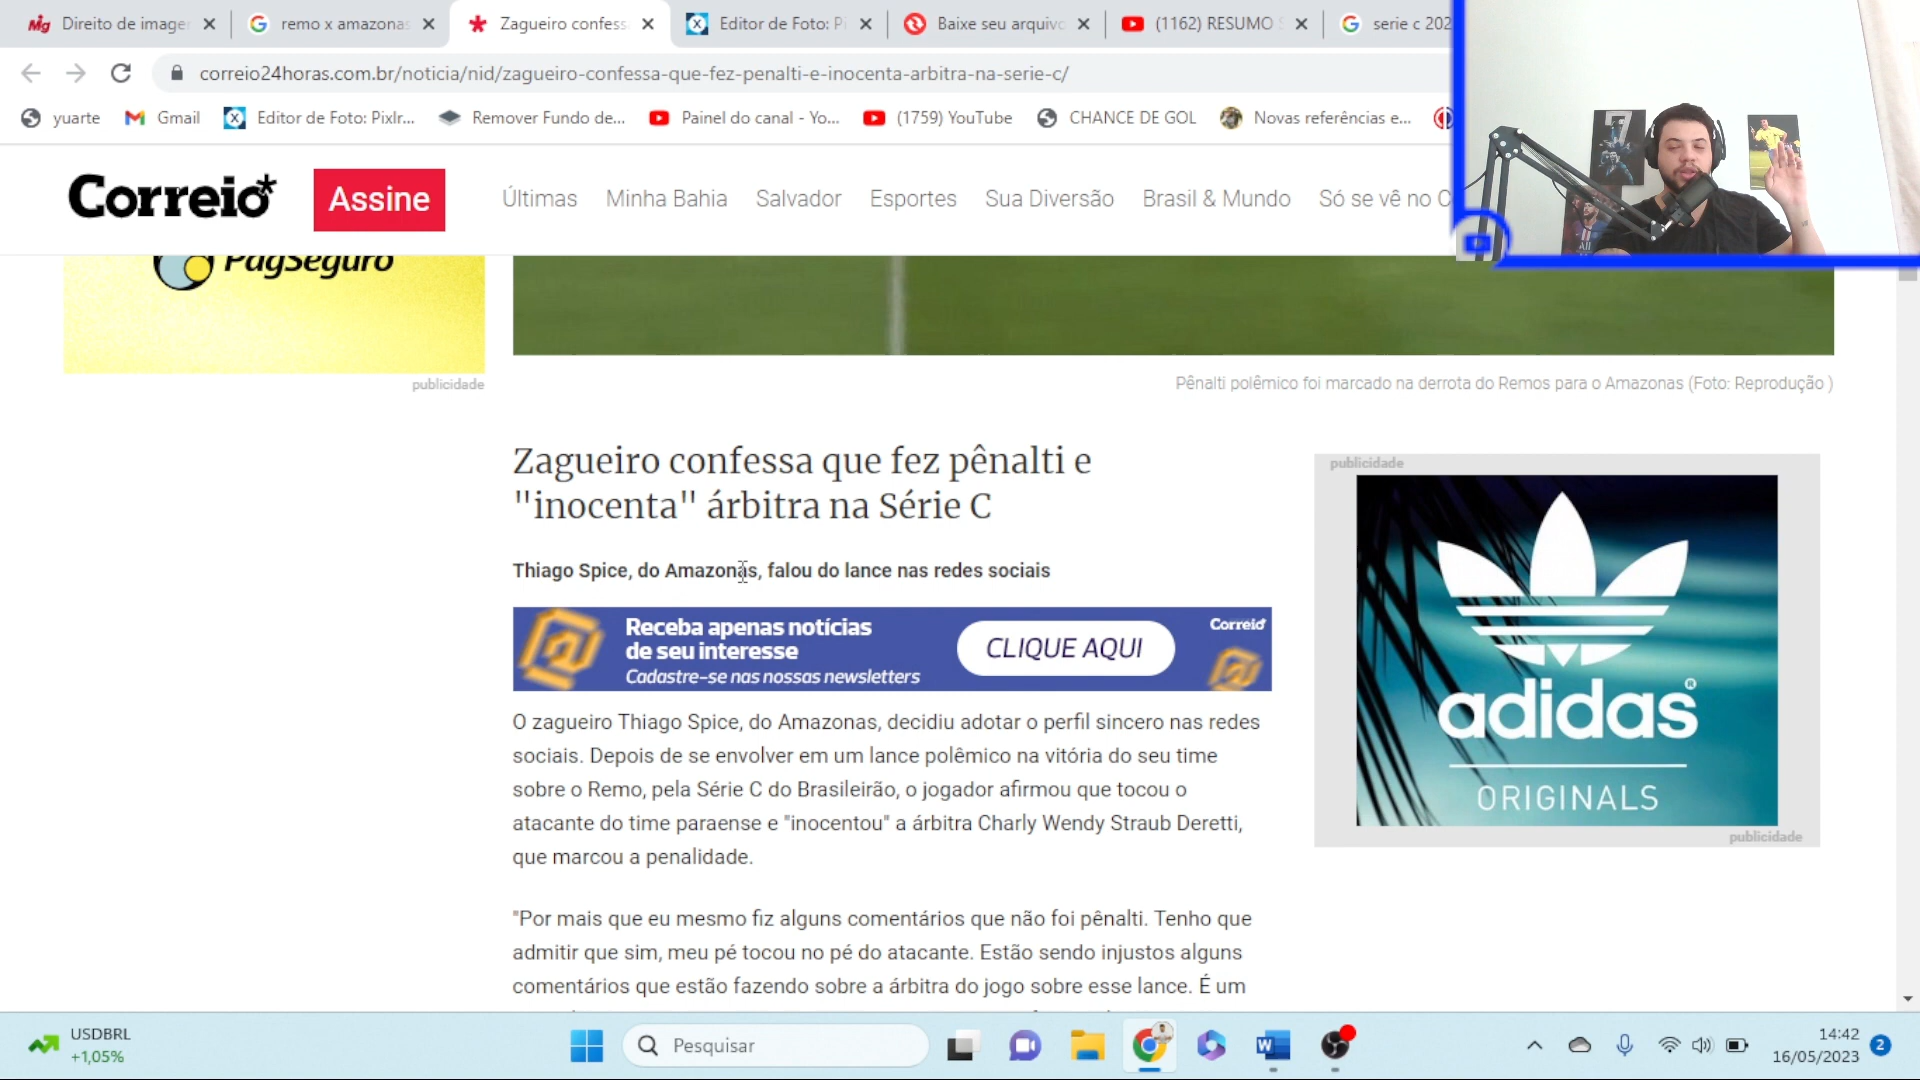 Mg Direito de image
remo x amazonas
Zagueiro confess
Editor de Foto: Pi
Baixe seu arquivo
(1162) RESUMO
serie c 202
correio24horas.com.br/noticia/nid/zagueiro-confessa-que-fez-penalti-e-inocenta-arbitra-na-serie-c/
yuarte
Gmail
Editor de Foto: Pixlr...
Remover Fundo de...
Painel do canal - Yo...
(1759) YouTube
CHANCE DE GOL
Novas referências e...
Correio*
Assine
Últimas
Minha Bahia
Salvador
Esportes
Sua Diversão
Brasil & Mundo
Só se vê no C
7
PagSeguro
publicidade
Pênalti polêmico foi marcado na derrota do Remos para o Amazonas (Foto: Reprodução )
Zagueiro confessa que fez pênalti e
"inocenta" árbitra na Série C
Thiago Spice, do Amazonas, falou do lance nas redes sociais
Receba apenas notícias
de seu interesse
Cadastre-se nas nossas newsletters
CLIQUE AQUI
Correio*
O zagueiro Thiago Spice, do Amazonas, decidiu adotar o perfil sincero nas redes
sociais. Depois de se envolver em um lance polêmico na vitória do seu time
sobre o Remo, pela Série C do Brasileirão, o jogador afirmou que tocou o
atacante do time paraense e "inocentou" a árbitra Charly Wendy Straub Deretti,
que marcou a penalidade.
"Por mais que eu mesmo fiz alguns comentários que não foi pênalti. Tenho que
admitir que sim, meu pé tocou no pé do atacante. Estão sendo injustos alguns
comentários que estão fazendo sobre a árbitra do jogo sobre esse lance. É um
publicidade
adidas®
ORIGINALS
publicidade
USDBRL
+1,05%
Pesquisar
14:42
16/05/2023
2